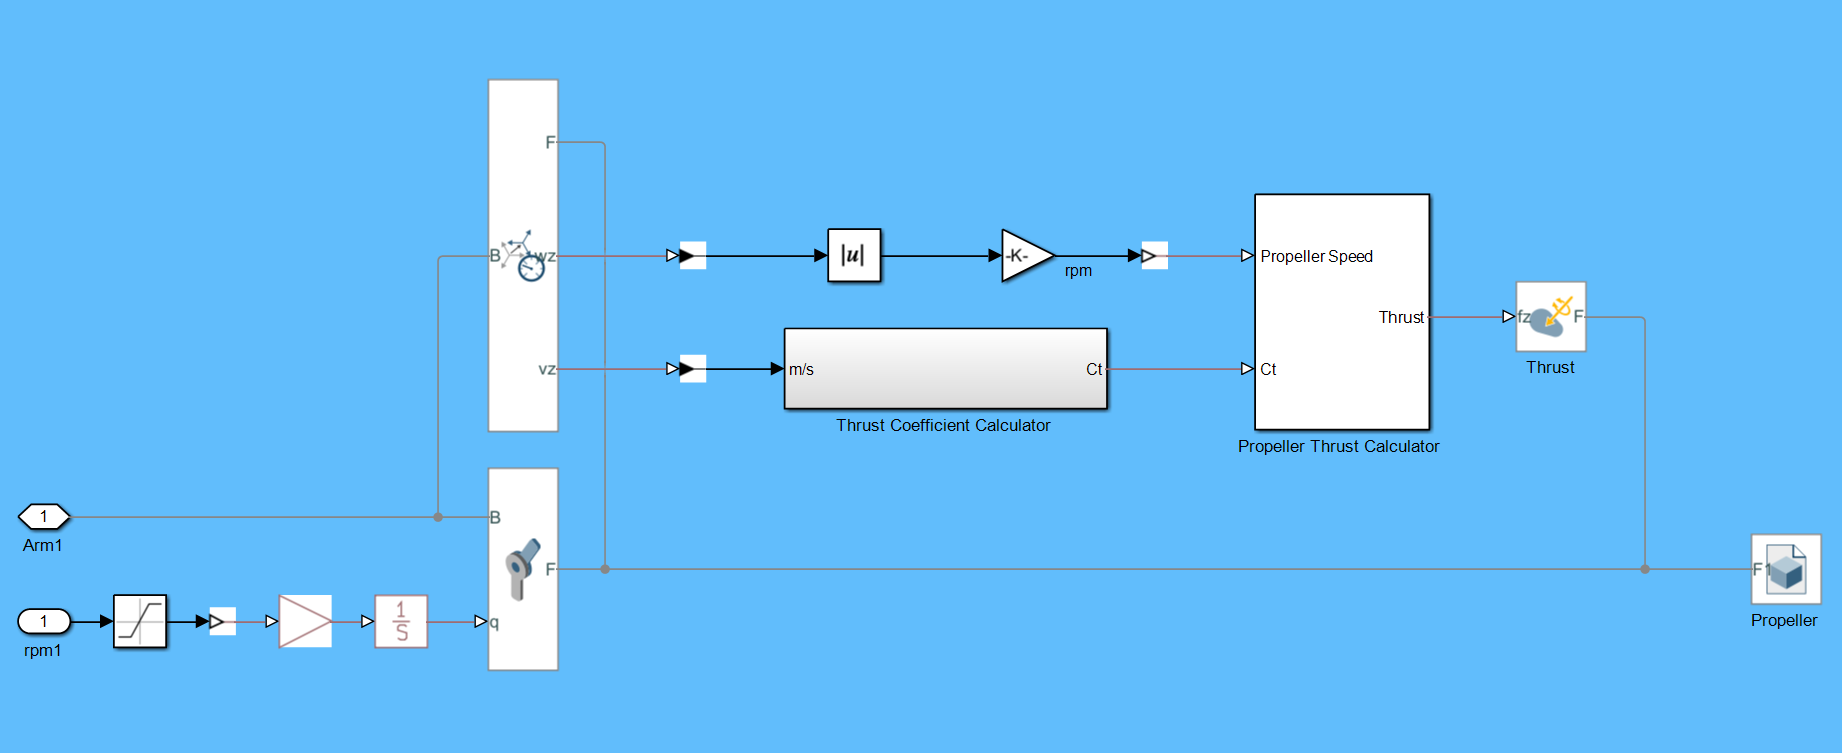 F
B
wz
vz
|u|
-K-
rpm
Propeller Speed
Thrust
Ct
Propeller Thrust Calculator
fz
F
Thrust
m/s
Ct
Thrust Coefficient Calculator
1
Arm1
B
F
q
1
rpm1
1
S
F1
Propeller